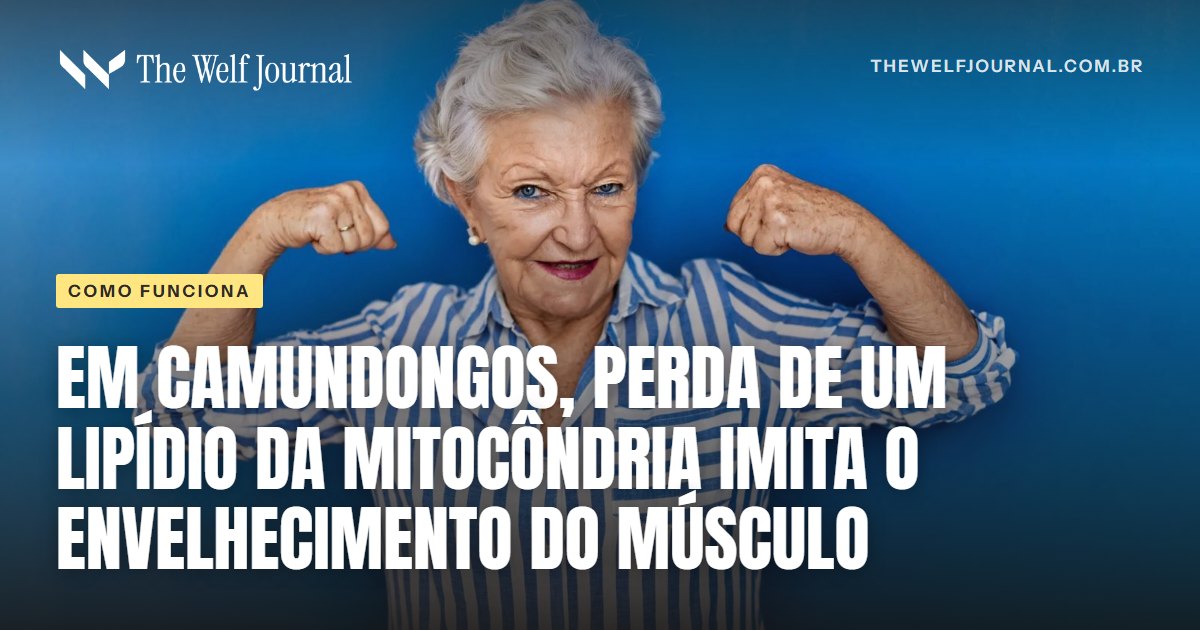 The Welf Journal
THEWELFJOURNAL.COM.BR
COMO FUNCIONA
EM CAMUNDONGOS, PERDA DE UM
LIPÍDIO DA MITOCÔNDRIA IMITA O
ENVELHECIMENTO DO MÚSCULO